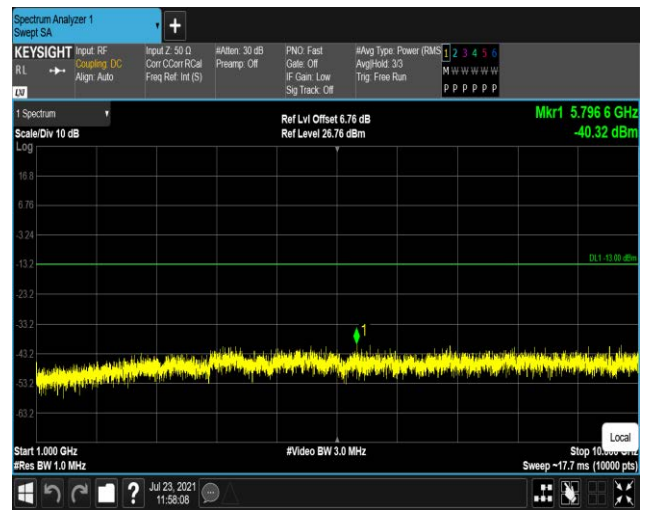 Spectrum Analyzer 1
Swept SA
+
KEYSIGHT
RL
LXI
Input: RF
Coupling: DC
Align: Auto
Input Z: 50 Ω
Corr CCorr RCal
Freq Ref: Int (S)
#Atten: 30 dB
Preamp: Off
PNO: Fast
Gate: Off
IF Gain: Low
Sig Track: Off
#Avg Type: Power (RMS
Avg|Hold: 3/3
Trig: Free Run
1 2 3 4 5 6
M W W W W W
P P P P P P
1 Spectrum
Scale/Div 10 dB
Log
Ref Lvl Offset 6.76 dB
Ref Level 26.76 dBm
Mkr1 5.796 6 GHz
-40.32 dBm
16.8
6.76
-3.24
-13.2
DL1 -13.00 dBm
-23.2
-33.2
1
-43.2
-53.2
-63.2
Local
Start 1.000 GHz
#Video BW 3.0 MHz
Stop 10.000 GHz
#Res BW 1.0 MHz
Sweep ~17.7 ms (10000 pts)
?
Jul 23, 2021
11:58:08